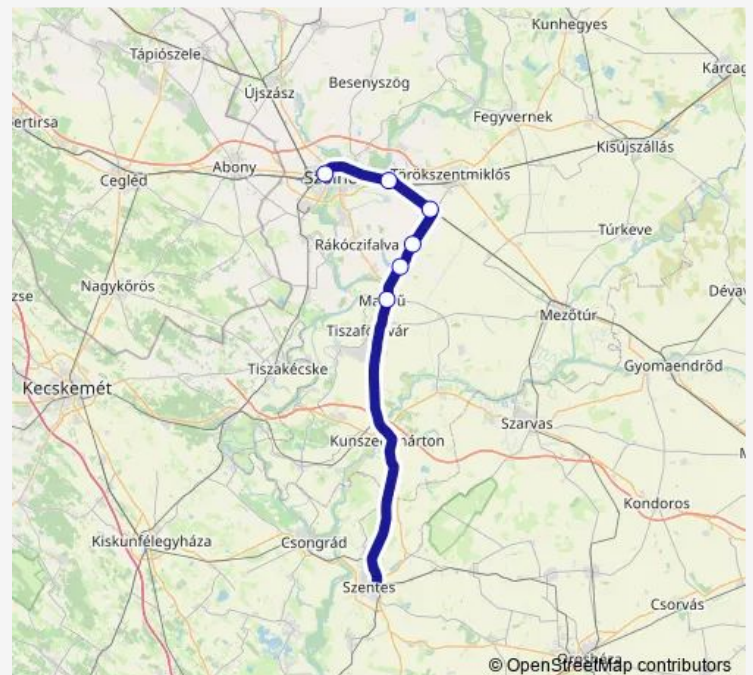 Kunhegyes
Tápiószele
Karcag
Besenyszög
Újszász
Fegyvernek
Kisújszállás
Abony
Cegléd
Törökszentmiklós
Túrkeve
Rákóczifalva
Nagykőrös
Mezőtúr
Tiszakécske
Gyomaendrőd
Kecskemét
Szarvas
Kondoros
Kiskunfélegyháza
Csongrád
Szentes
Csorvás
© OpenStreetMap contributors